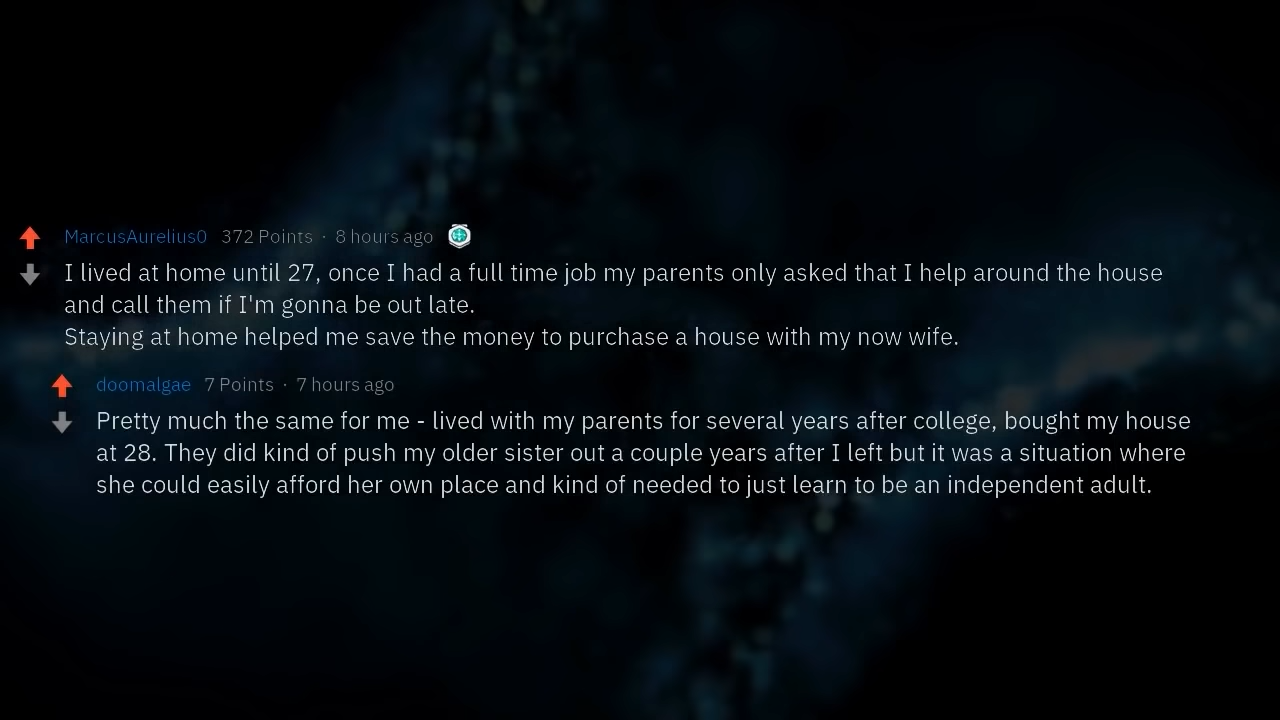 MarcusAurelius0 372 Points · 8 hours ago
I lived at home until 27, once I had a full time job my parents only asked that I help around the house
and call them if I'm gonna be out late.
Staying at home helped me save the money to purchase a house with my now wife.
doomalgae 7 Points · 7 hours ago
Pretty much the same for me - lived with my parents for several years after college, bought my house
at 28. They did kind of push my older sister out a couple years after I left but it was a situation where
she could easily afford her own place and kind of needed to just learn to be an independent adult.